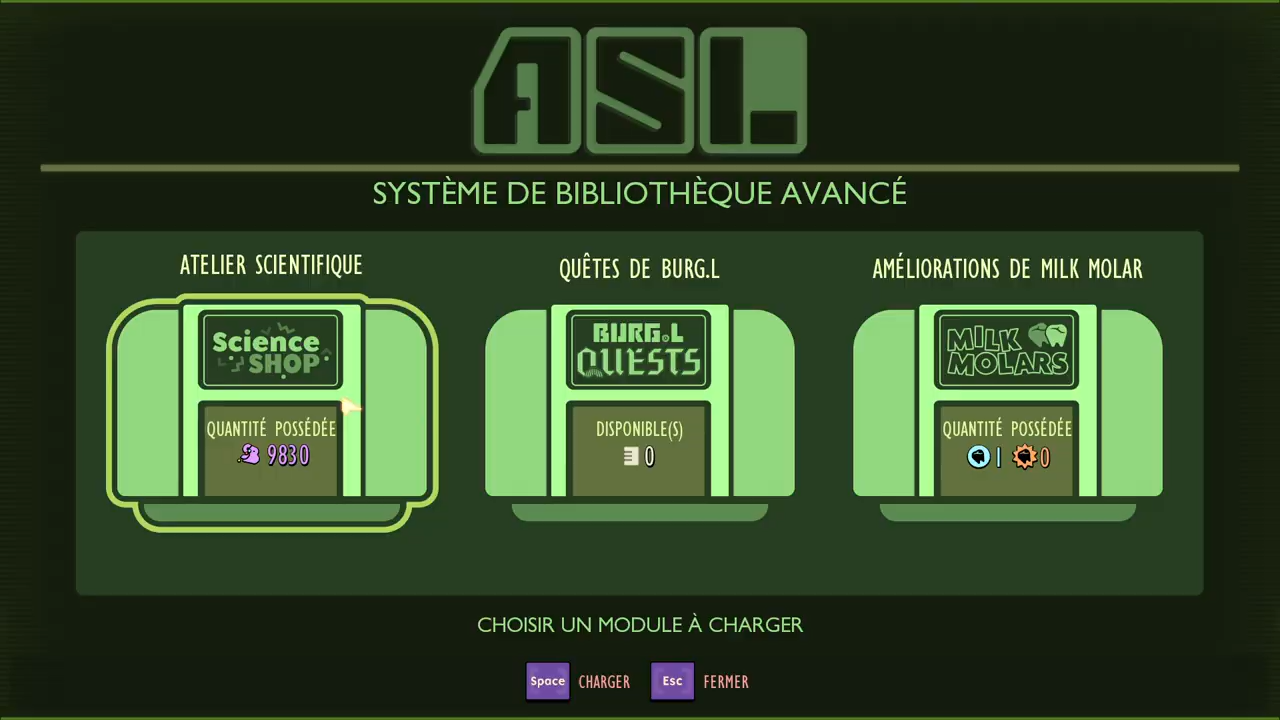 ASL
SYSTÈME DE BIBLIOTHÈQUE AVANCÉ
ATELIER SCIENTIFIQUE
QUÊTES DE BURG.L
AMÉLIORATIONS DE MILK MOLAR
Science
SHOP
BURG.L
QUESTS
MILK
MOLARS
QUANTITÉ POSSÉDÉE
9830
DISPONIBLE(S)
0
QUANTITÉ POSSÉDÉE
1 0
CHOISIR UN MODULE À CHARGER
Space CHARGER Esc FERMER